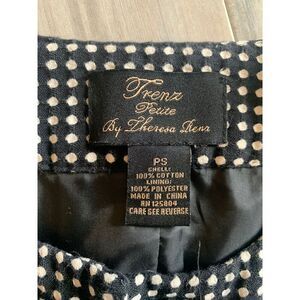 Trenz
Petite
By Theresa Renz
PS
SHELL:
100% COTTON
LINING:
100% POLYESTER
MADE IN CHINA
RN 125804
CARE SEE REVERSE